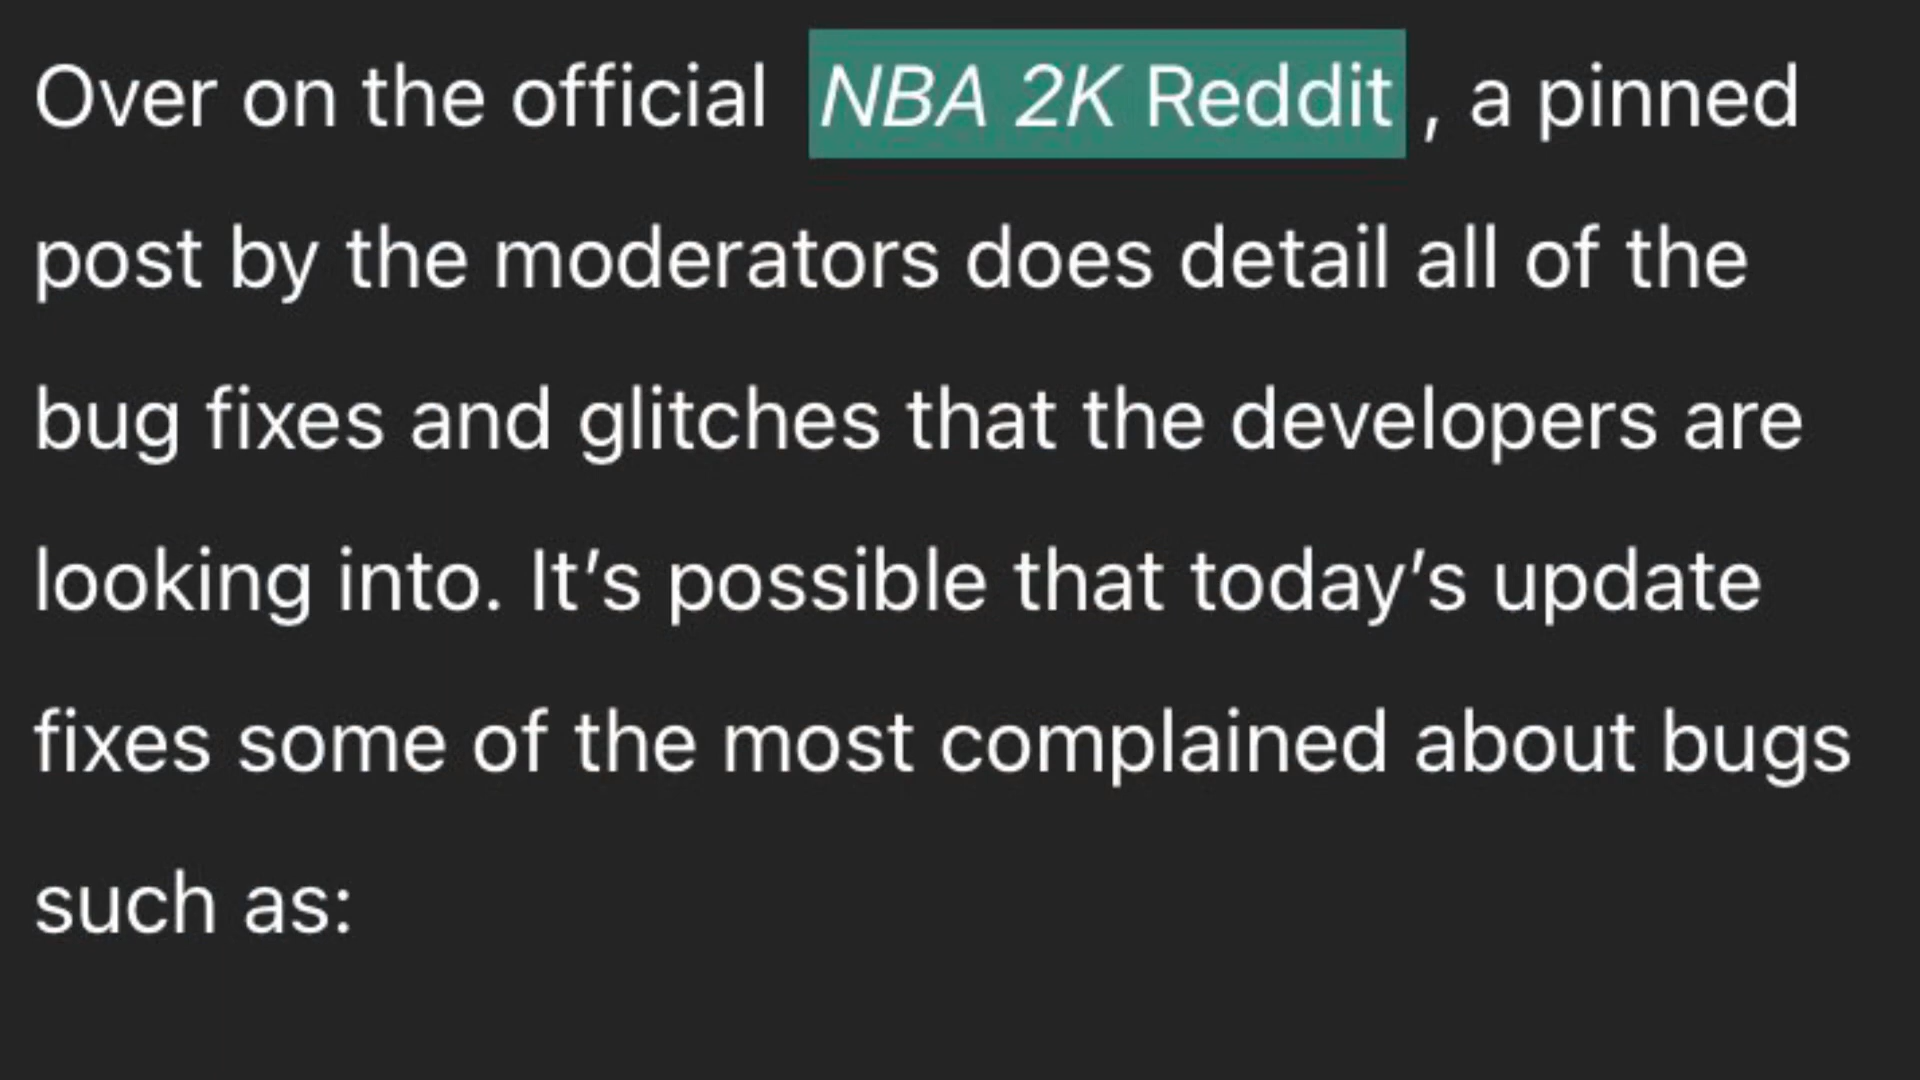 Over on the official NBA 2K Reddit , a pinned
post by the moderators does detail all of the
bug fixes and glitches that the developers are
looking into. It’s possible that today’s update
fixes some of the most complained about bugs
such as: